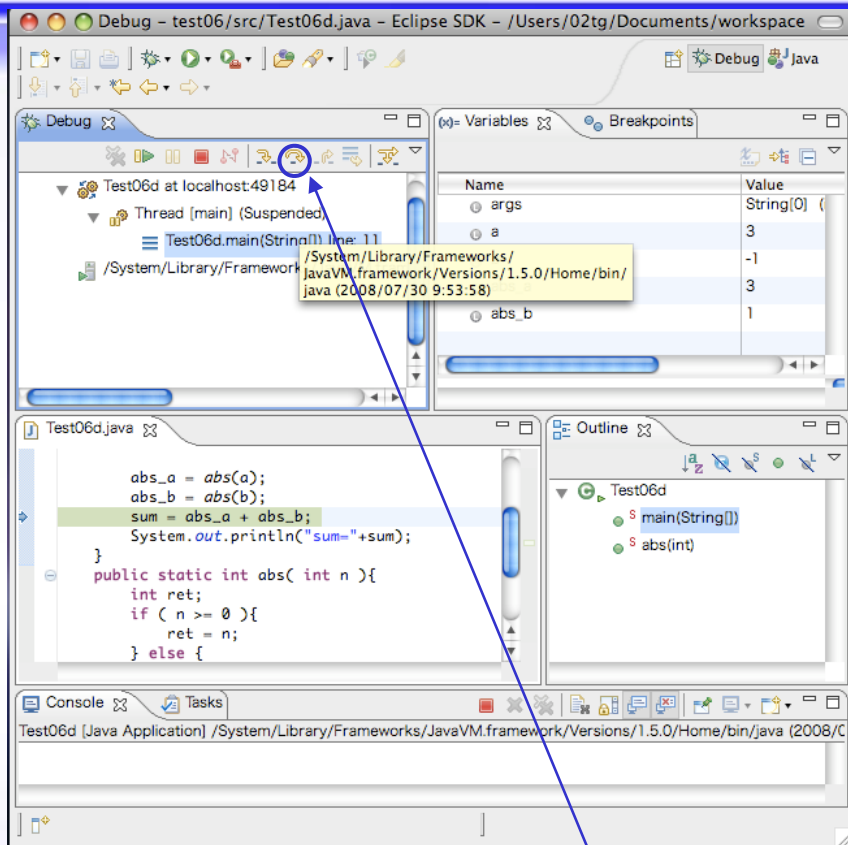 Debug – test06/src/Test06d.java – Eclipse SDK – /Users/02tg/Documents/workspace
Debug Java
Debug
Test06d at localhost:49184
Thread [main] (Suspended)
Test06d.main(String[]) line: 11
/System/Library/Framework
/System/Library/Frameworks/
JavaVM.framework/Versions/1.5.0/Home/bin/
java (2008/07/30 9:53:58)
(x)= Variables Breakpoints
Name Value
args String[0] (
a 3
-1
3
abs_b 1
Test06d.java
abs_a = abs(a);
abs_b = abs(b);
sum = abs_a + abs_b;
System.out.println("sum="+sum);
}
public static int abs( int n ){
int ret;
if ( n >= 0 ){
ret = n;
} else {
Outline
Test06d
main(String[])
abs(int)
Console Tasks
Test06d [Java Application] /System/Library/Frameworks/JavaVM.framework/Versions/1.5.0/Home/bin/java (2008/0